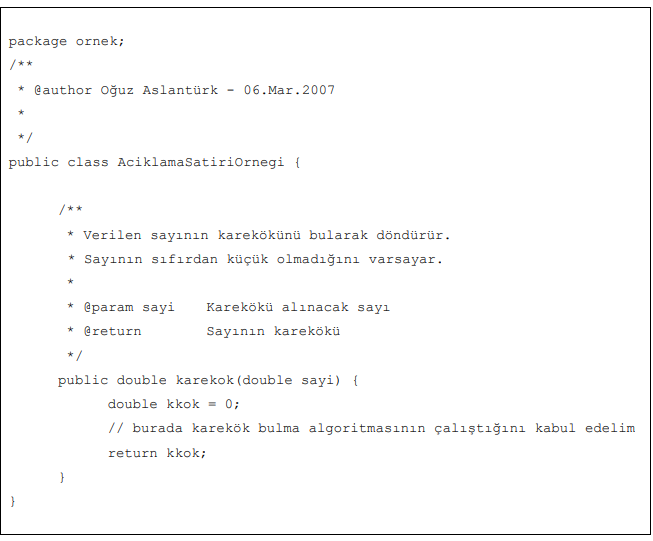 package ornek;
/**
 * @author Oğuz Aslantürk - 06.Mar.2007
 *
 */
public class AciklamaSatiriOrnegi {

      /**
       * Verilen sayının karekökünü bularak döndürür.
       * Sayının sıfırdan küçük olmadığını varsayar.
       *
       * @param sayi    Karekökü alınacak sayı
       * @return        Sayının karekökü
       */
      public double karekok(double sayi) {
            double kkok = 0;
            // burada karekök bulma algoritmasının çalıştığını kabul edelim
            return kkok;
      }
}